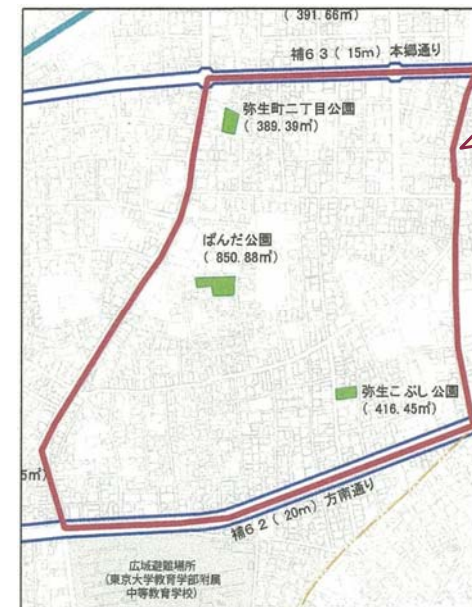 ( 391.66㎡)
補63( 15m) 本郷通り
弥生町二丁目公園
( 389.39㎡)
ばんだ公園
( 850.88㎡)
弥生こぶし公園
( 416.45㎡)
5㎡)
補62( 20m) 方南通り
広域避難場所
(東京大学教育学部附属
中等教育学校)